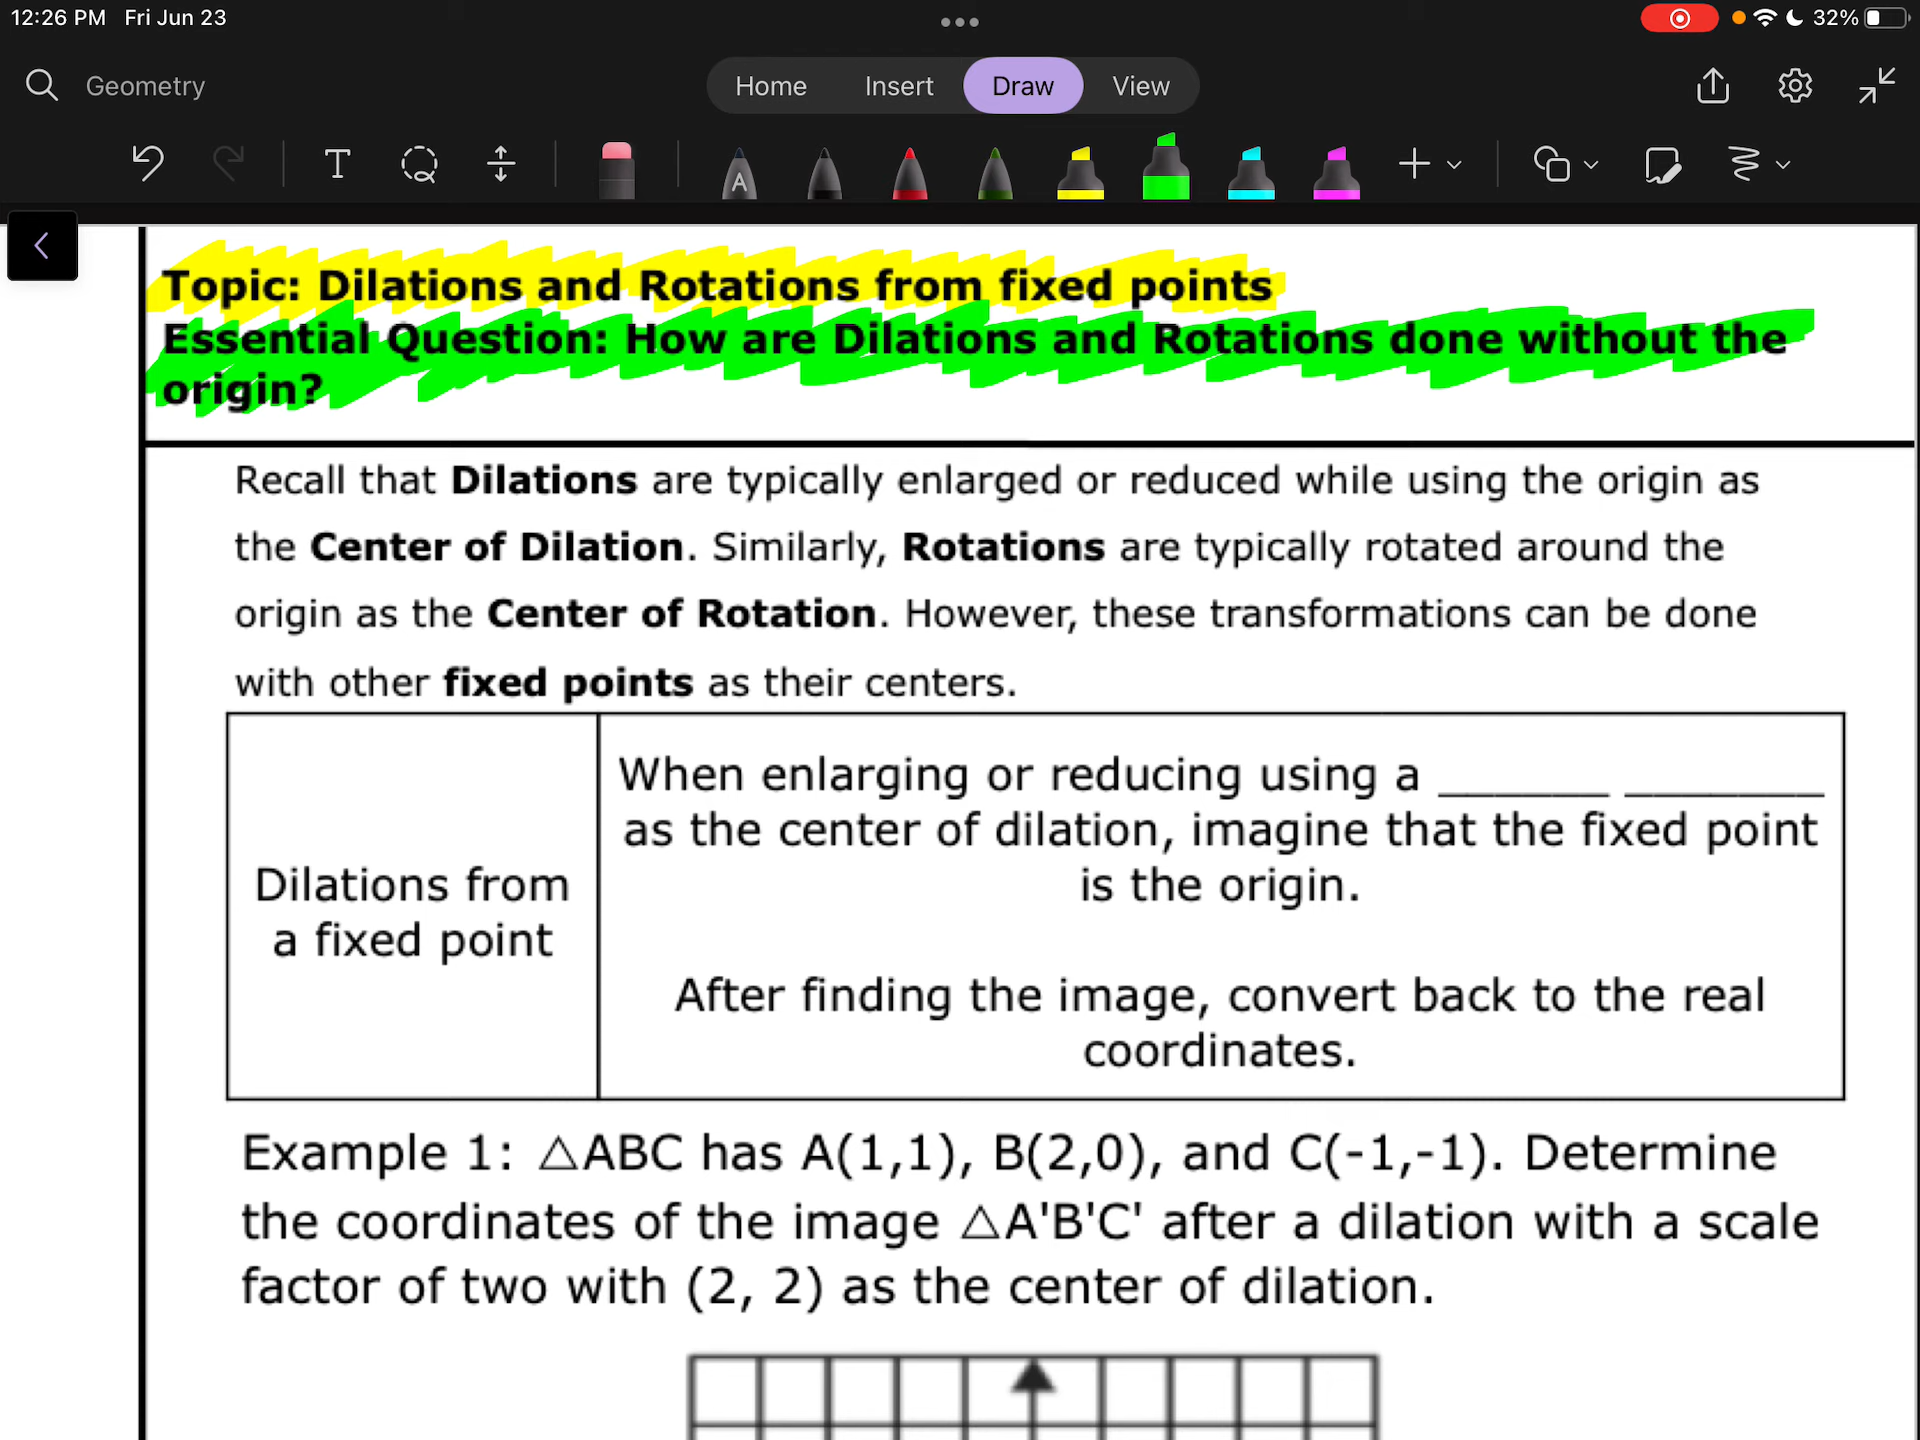 12:26 PM Fri Jun 23
32%
Geometry
Home Insert Draw View
T
A
Topic: Dilations and Rotations from fixed points
Essential Question: How are Dilations and Rotations done without the
origin?
Recall that Dilations are typically enlarged or reduced while using the origin as
the Center of Dilation. Similarly, Rotations are typically rotated around the
origin as the Center of Rotation. However, these transformations can be done
with other fixed points as their centers.
Dilations from
a fixed point
When enlarging or reducing using a ______ _______
as the center of dilation, imagine that the fixed point
is the origin.
After finding the image, convert back to the real
coordinates.
Example 1: △ABC has A(1,1), B(2,0), and C(-1,-1). Determine
the coordinates of the image △A'B'C' after a dilation with a scale
factor of two with (2, 2) as the center of dilation.